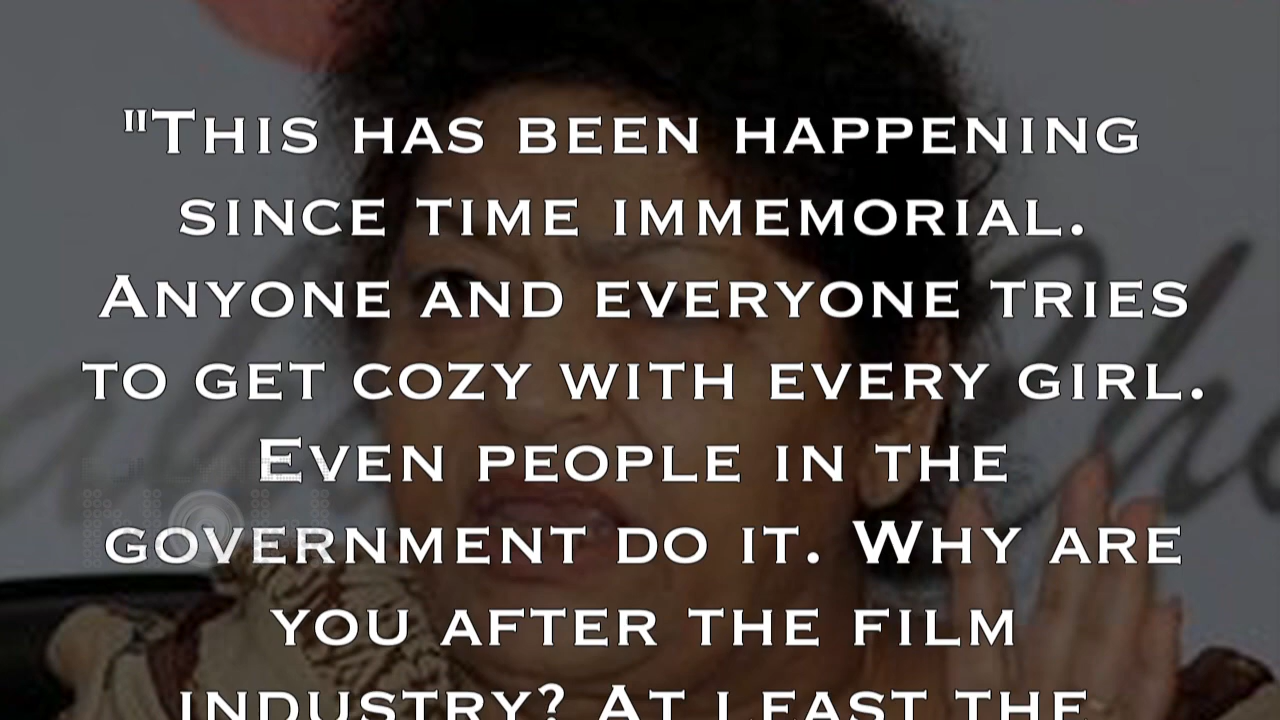 "This has been happening
since time immemorial.
Anyone and everyone tries
to get cozy with every girl.
Even people in the
government do it. Why are
you after the film
industry? At least the